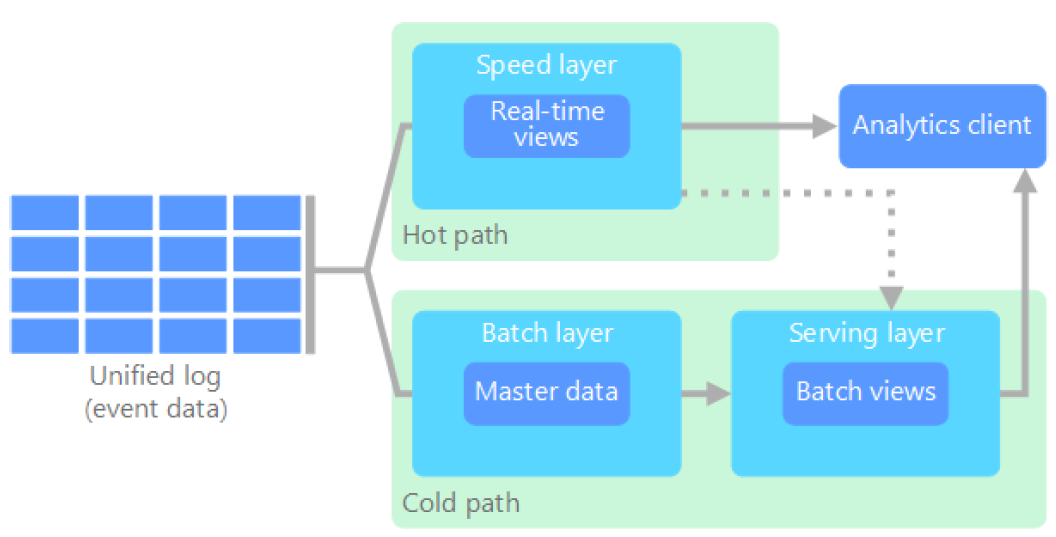 Speed layer
Real-time
views
Analytics client
Hot path
Unified log
(event data)
Batch layer
Master data
Serving layer
Batch views
Cold path